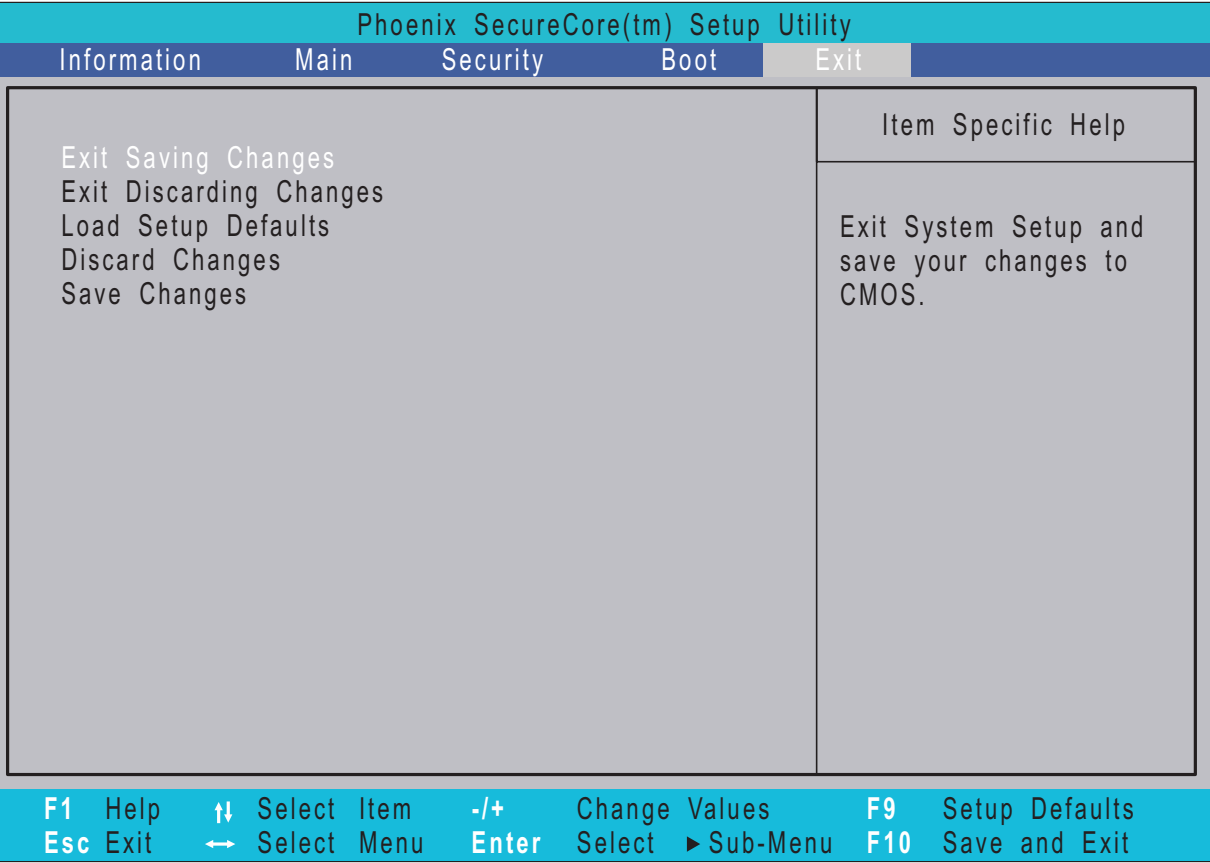 Phoenix SecureCore(tm) Setup Utility
Information Main Security Boot Exit
Item Specific Help
Exit Saving Changes
Exit Discarding Changes
Load Setup Defaults
Discard Changes
Save Changes
Exit System Setup and
save your changes to
CMOS.
F1 Help ↑↓ Select Item -/+ Change Values F9 Setup Defaults
Esc Exit ↔ Select Menu Enter Select ►Sub-Menu F10 Save and Exit